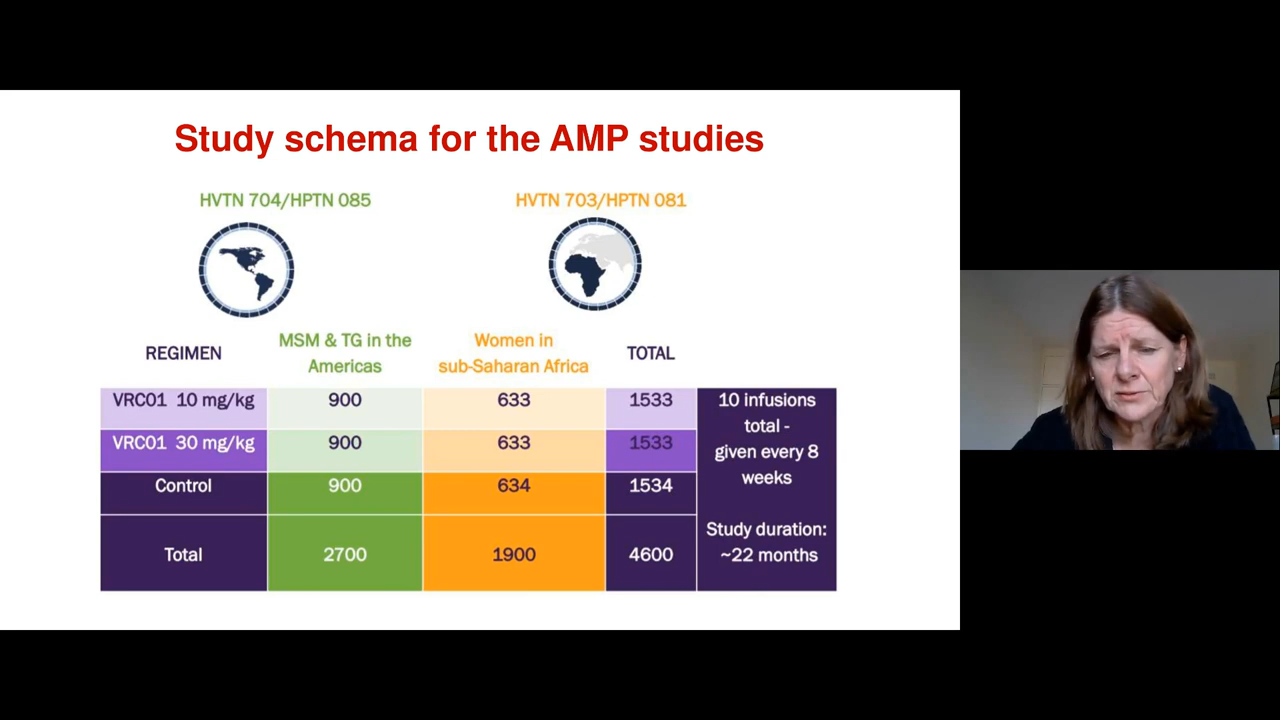 Study schema for the AMP studies
HVTN 704/HPTN 085
HVTN 703/HPTN 081
REGIMEN
MSM & TG in the
Americas
Women in
sub-Saharan Africa
TOTAL
VRC01 10 mg/kg
900
633
1533
VRC01 30 mg/kg
900
633
1533
Control
900
634
1534
Total
2700
1900
4600
10 infusions
total -
given every 8
weeks
Study duration:
~22 months